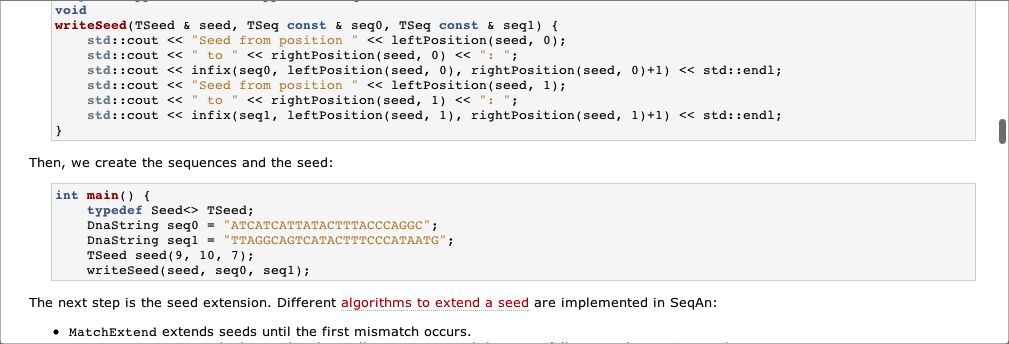 void
writeSeed(TSeed & seed, TSeq const & seq0, TSeq const & seq1) {
    std::cout << "Seed from position " << leftPosition(seed, 0);
    std::cout << " to " << rightPosition(seed, 0) << ": ";
    std::cout << infix(seq0, leftPosition(seed, 0), rightPosition(seed, 0)+1) << std::endl;
    std::cout << "Seed from position " << leftPosition(seed, 1);
    std::cout << " to " << rightPosition(seed, 1) << ": ";
    std::cout << infix(seq1, leftPosition(seed, 1), rightPosition(seed, 1)+1) << std::endl;
}
Then, we create the sequences and the seed:
int main() {
    typedef Seed<> TSeed;
    DnaString seq0 = "ATCATCATTATACTTTACCCAGGC";
    DnaString seq1 = "TTAGGCAGTCATACTTTCCCATAATG";
    TSeed seed(9, 10, 7);
    writeSeed(seed, seq0, seq1);
The next step is the seed extension. Different algorithms to extend a seed are implemented in SeqAn:
• MatchExtend extends seeds until the first mismatch occurs.